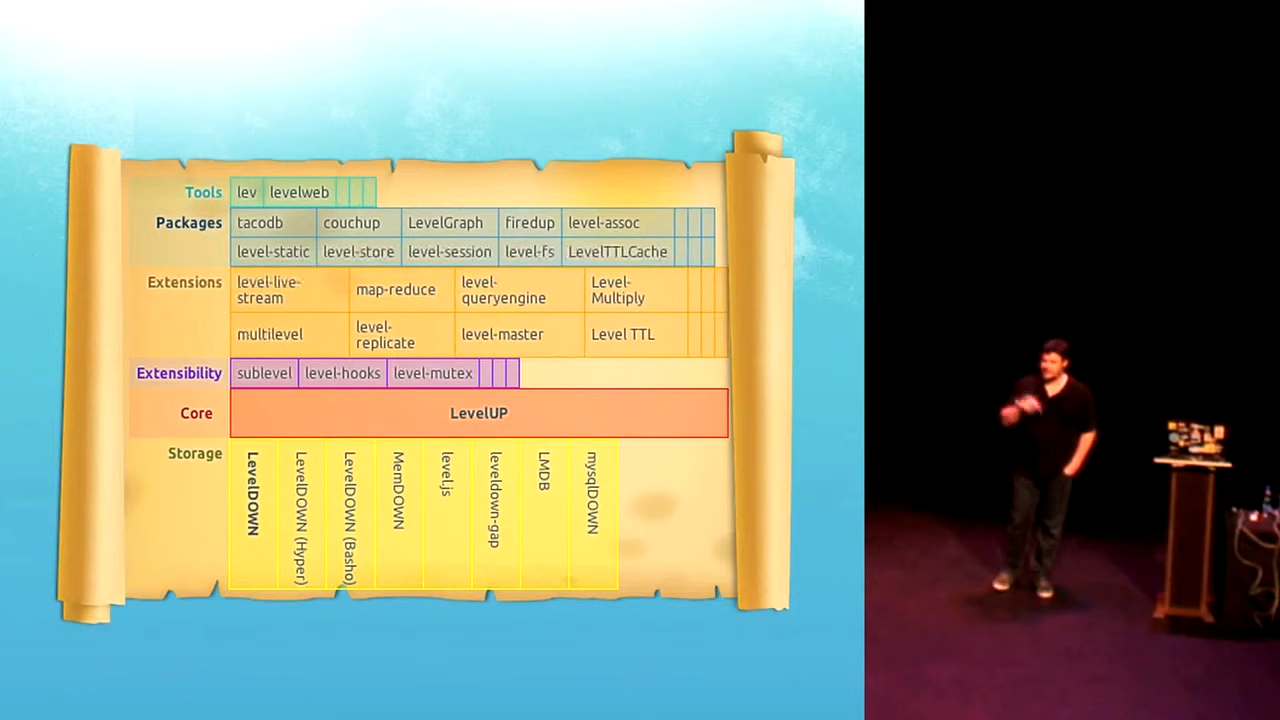 Tools lev levelweb
Packages tacodb couchup LevelGraph firedup level-assoc
level-static level-store level-session level-fs LevelTTLCache
Extensions level-live-stream map-reduce level-queryengine Level-Multiply
multilevel level-replicate level-master Level TTL
Extensibility sublevel level-hooks level-mutex
Core LevelUP
Storage
LevelDOWN
LevelDOWN (Hyper)
LevelDOWN (Basho)
MemDOWN
level.js
leveldown-gap
LMDB
mysqlDOWN